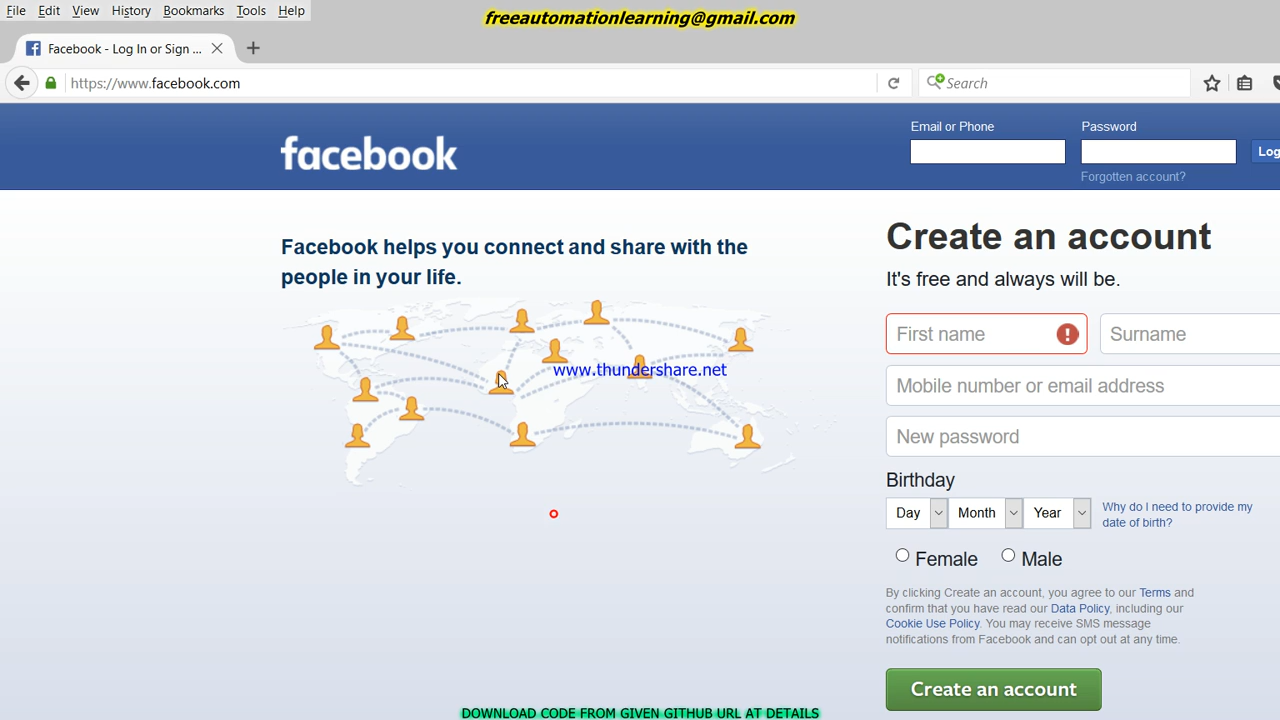 File Edit View History Bookmarks Tools Help
freeautomationlearning@gmail.com
Facebook - Log In or Sign ...
https://www.facebook.com
Search
facebook
Email or Phone
Password
Log
Forgotten account?
Facebook helps you connect and share with the
people in your life.
www.thundershare.net
Create an account
It's free and always will be.
First name
Surname
Mobile number or email address
New password
Birthday
Day Month Year
Why do I need to provide my
date of birth?
Female Male
By clicking Create an account, you agree to our Terms and
confirm that you have read our Data Policy, including our
Cookie Use Policy. You may receive SMS message
notifications from Facebook and can opt out at any time.
Create an account
DOWNLOAD CODE FROM GIVEN GITHUB URL AT DETAILS